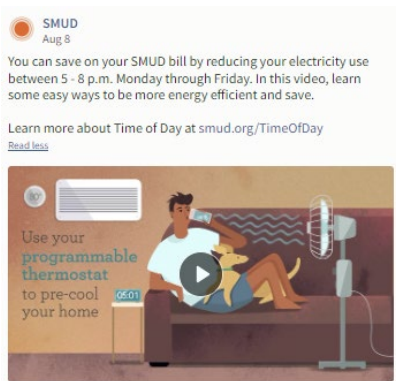 SMUD
Aug 8
You can save on your SMUD bill by reducing your electricity use
between 5 - 8 p.m. Monday through Friday. In this video, learn
some easy ways to be more energy efficient and save.
Learn more about Time of Day at smud.org/TimeOfDay
Read less
Use your
programmable
thermostat
to pre-cool
your home
05:01